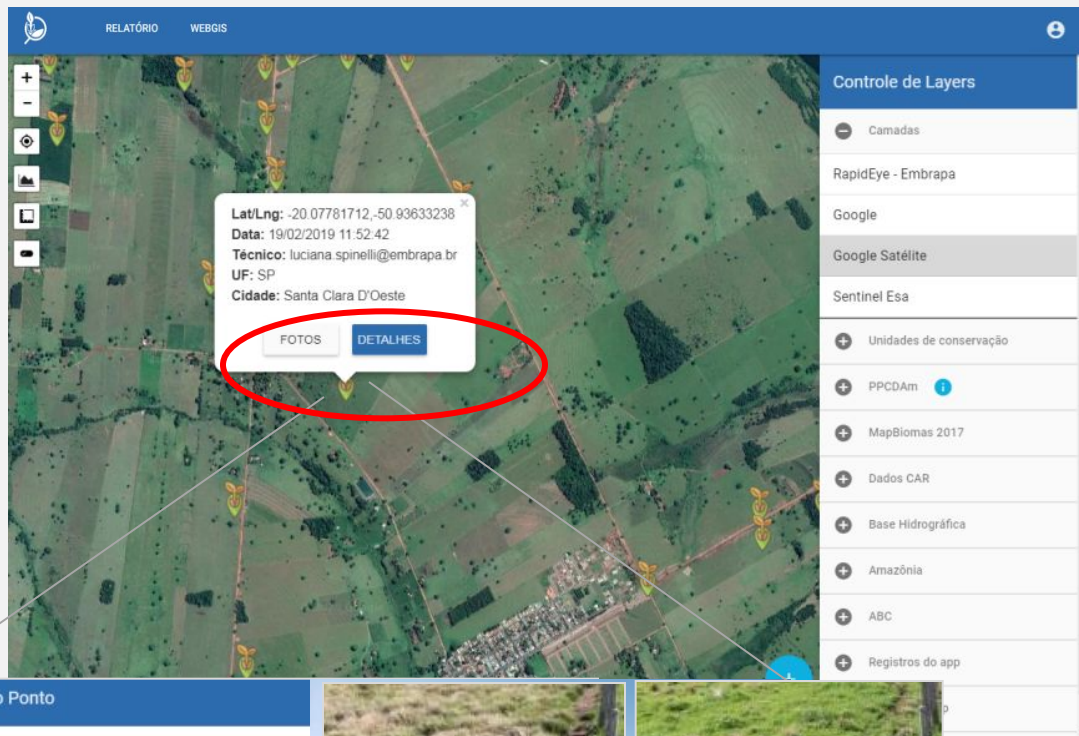 RELATÓRIO WEBGIS
+
−
Lat/Lng: -20.07781712,-50.93633238
×
Data: 19/02/2019 11:52:42
Técnico: luciana.spinelli@embrapa.br
UF: SP
Cidade: Santa Clara D'Oeste
FOTOS DETALHES
Controle de Layers
Camadas
RapidEye - Embrapa
Google
Google Satélite
Sentinel Esa
Unidades de conservação
PPCDAm i
MapBiomas 2017
Dados CAR
Base Hidrográfica
Amazônia
ABC
Registros do app
o Ponto